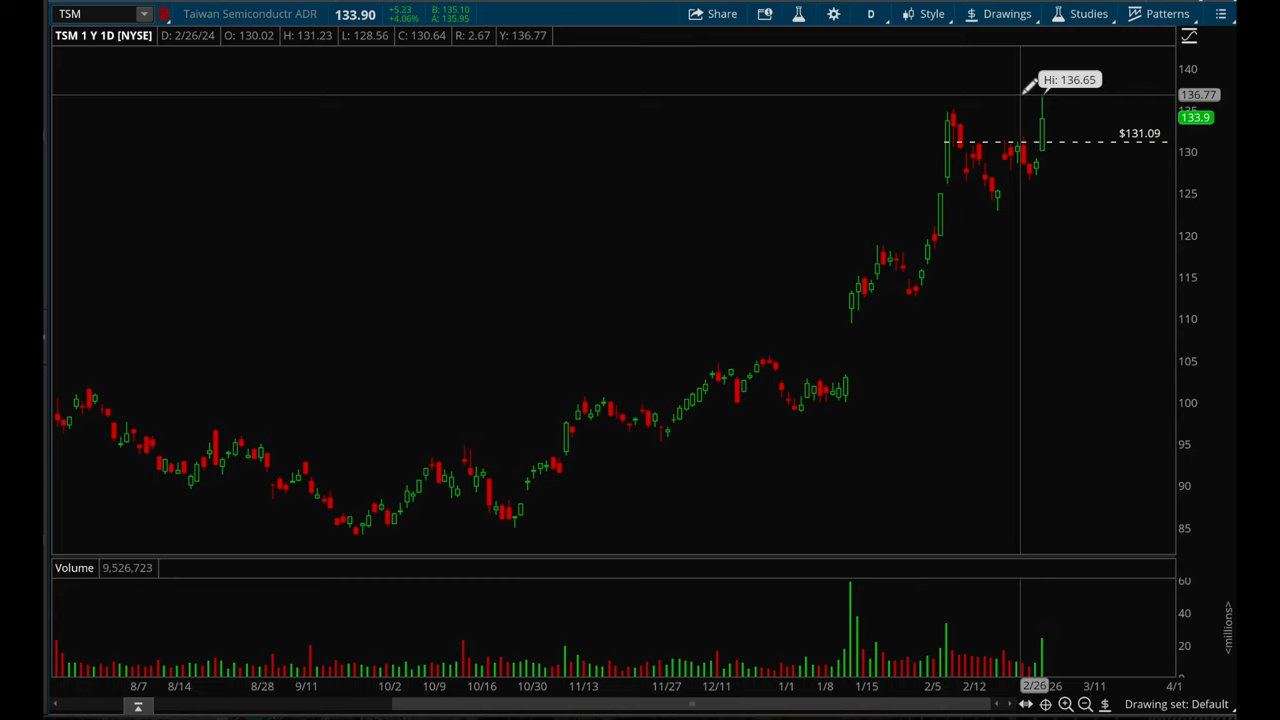 TSM Taiwan Semiconductr ADR 133.90 +5.23 +4.06% B: 135.10 A: 135.95 Share D Style $ Drawings Studies Patterns
TSM 1 Y 1D [NYSE] D: 2/26/24 O: 130.02 H: 131.23 L: 128.56 C: 130.64 R: 2.67 Y: 136.77
140
Hi: 136.65
136.77
135
133.9
$131.09
130
125
120
115
110
105
100
95
90
85
Volume 9,526,723
60
40
20
<millions>
8/7 8/14 8/28 9/11 10/2 10/9 10/16 10/30 11/13 11/27 12/11 1/1 1/8 1/15 2/5 2/12 2/26 26 3/11 4/1
$ Drawing set: Default